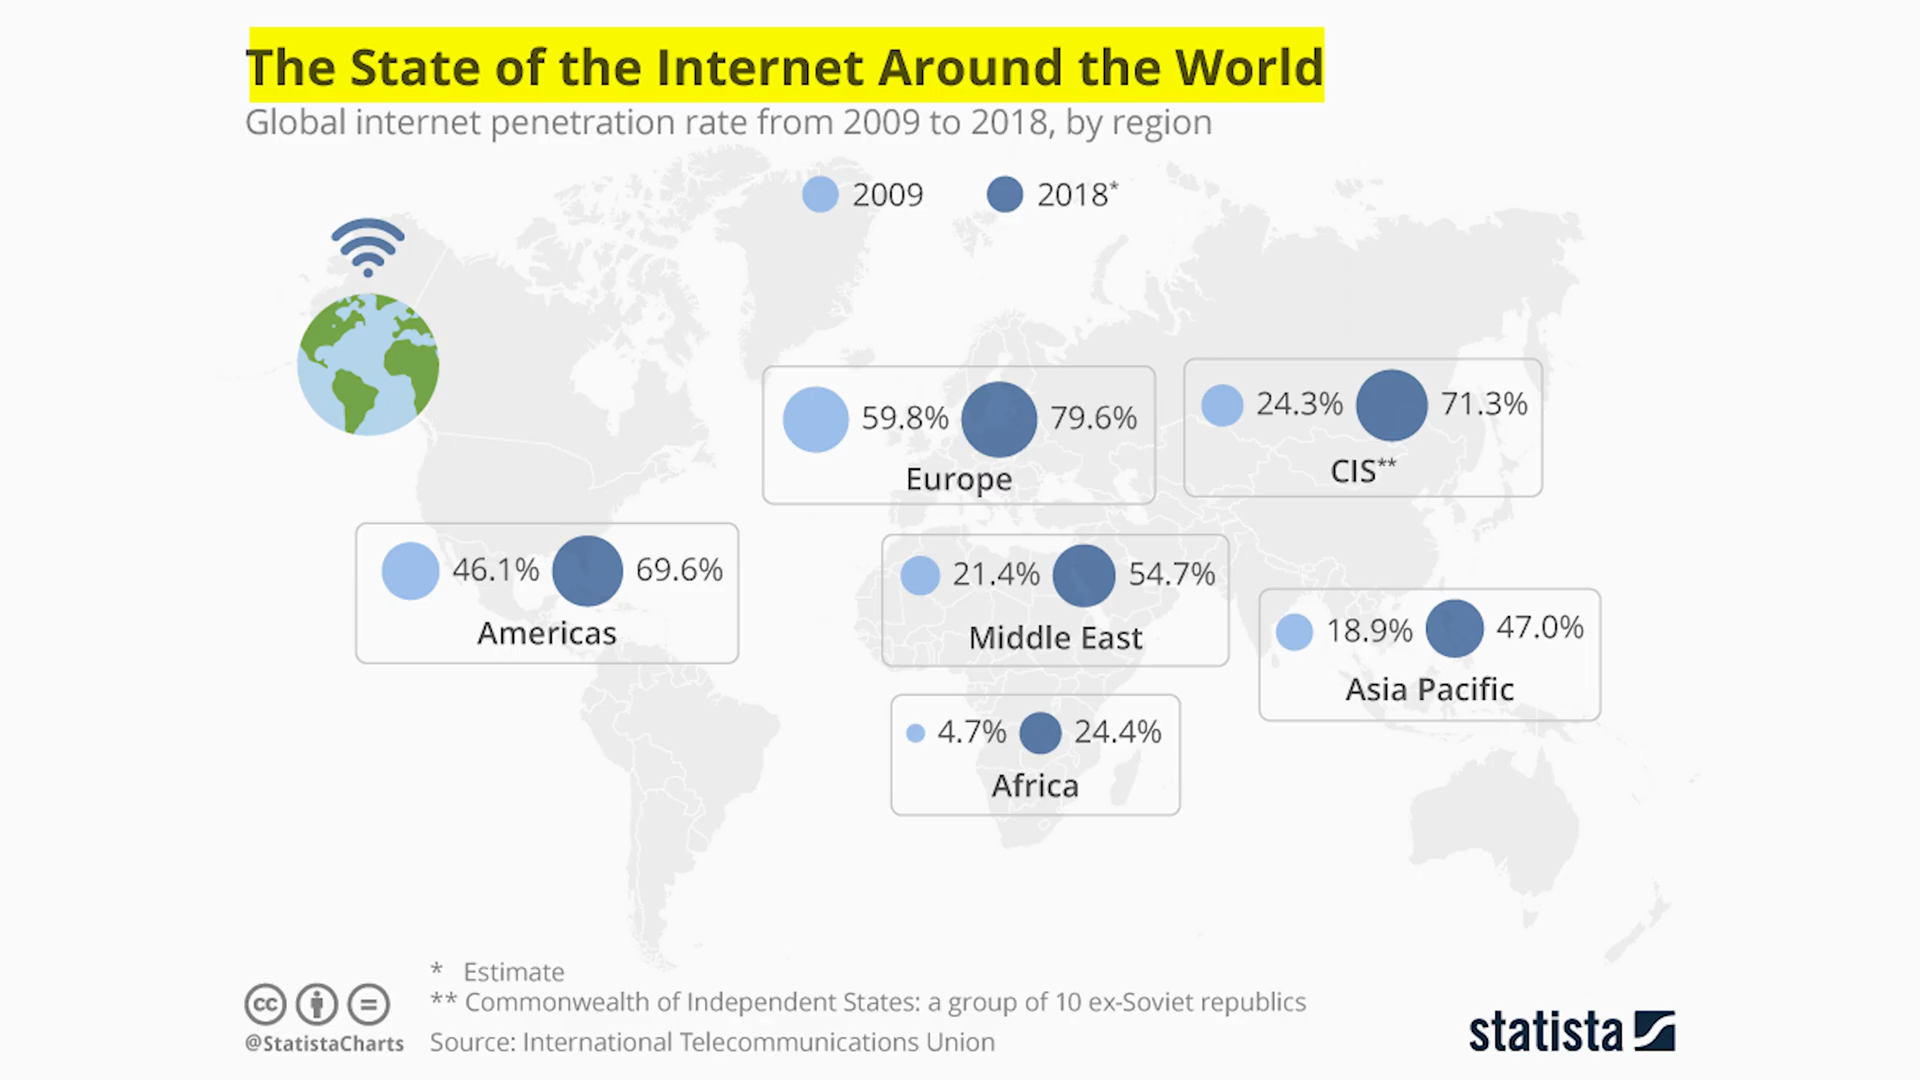 The State of the Internet Around the World
Global internet penetration rate from 2009 to 2018, by region
2009 2018*
59.8% 79.6%
Europe
24.3% 71.3%
CIS**
46.1% 69.6%
Americas
21.4% 54.7%
Middle East
18.9% 47.0%
Asia Pacific
4.7% 24.4%
Africa
* Estimate
** Commonwealth of Independent States: a group of 10 ex-Soviet republics
cc
@StatistaCharts Source: International Telecommunications Union
statista